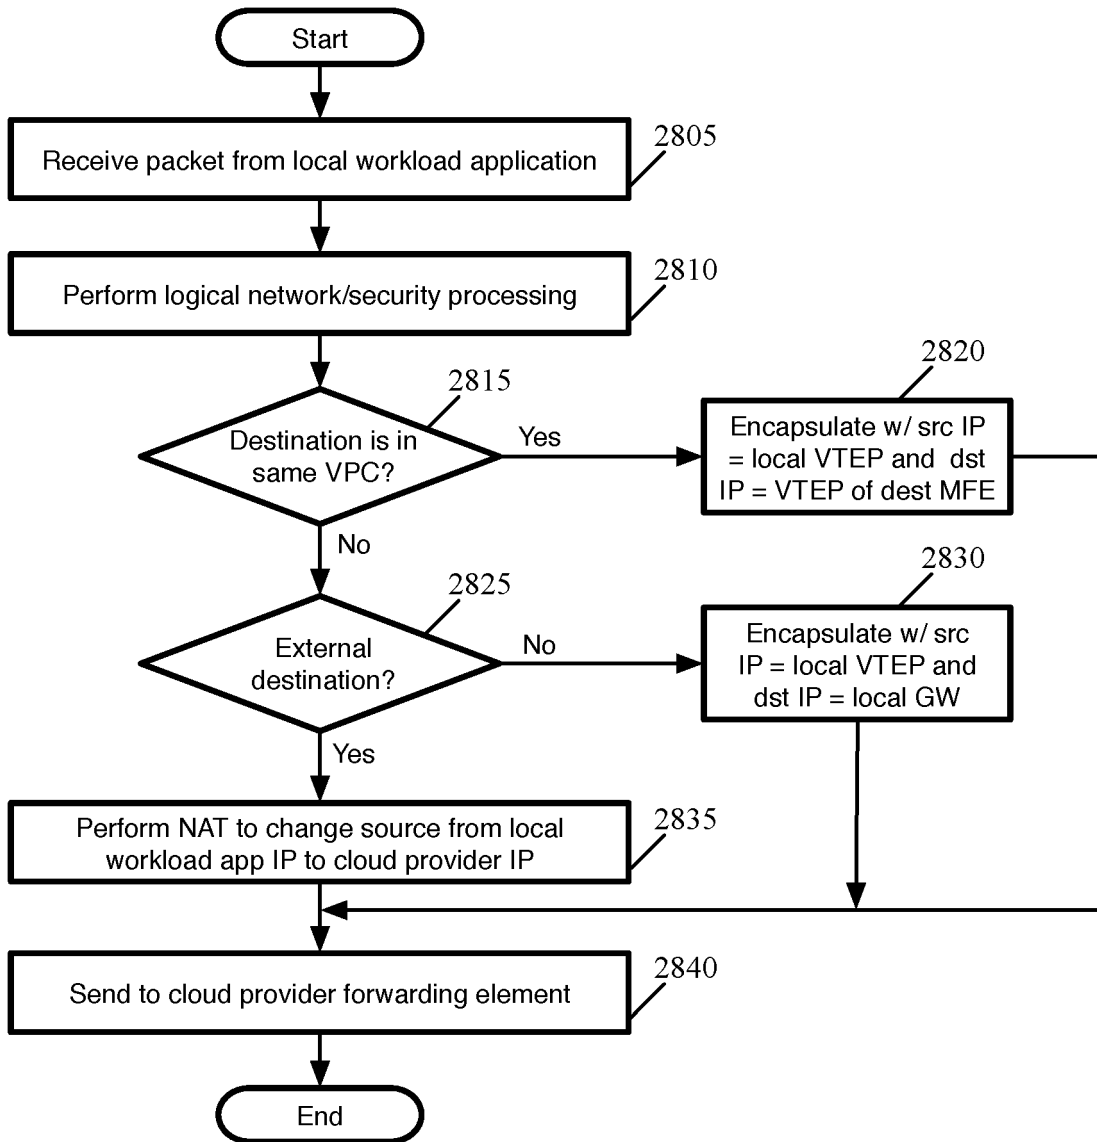 Start
2805
Receive packet from local workload application
2810
Perform logical network/security processing
2815
Destination is in
same VPC?
Yes
2820
Encapsulate w/ src IP
= local VTEP and dst
IP = VTEP of dest MFE
No
2825
External
destination?
No
2830
Encapsulate w/ src
IP = local VTEP and
dst IP = local GW
Yes
2835
Perform NAT to change source from local
workload app IP to cloud provider IP
2840
Send to cloud provider forwarding element
End